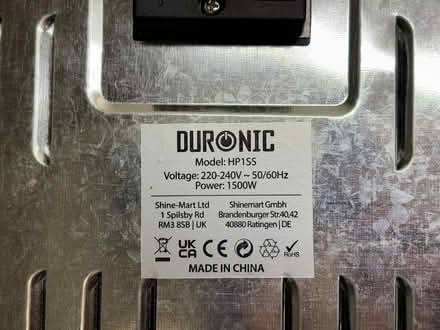 DURONIC
Model: HP1SS
Voltage: 220-240V ~ 50/60Hz
Power: 1500W
Shine-Mart Ltd
1 Spilsby Rd
RM3 8SB | UK
Shinemart Gmbh
Brandenburger Str.40,42
40880 Ratingen | DE
UK
CA
CE
RoHS
MADE IN CHINA